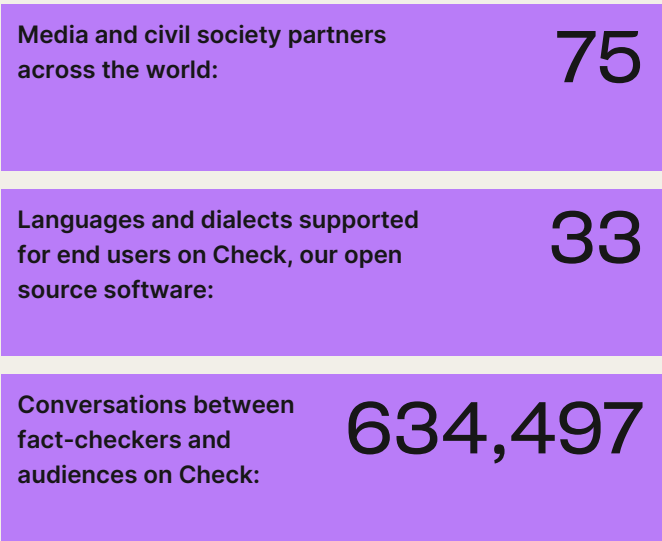 Media and civil society partners
across the world:
75
Languages and dialects supported
for end users on Check, our open
source software:
33
Conversations between
fact-checkers and
audiences on Check:
634,497